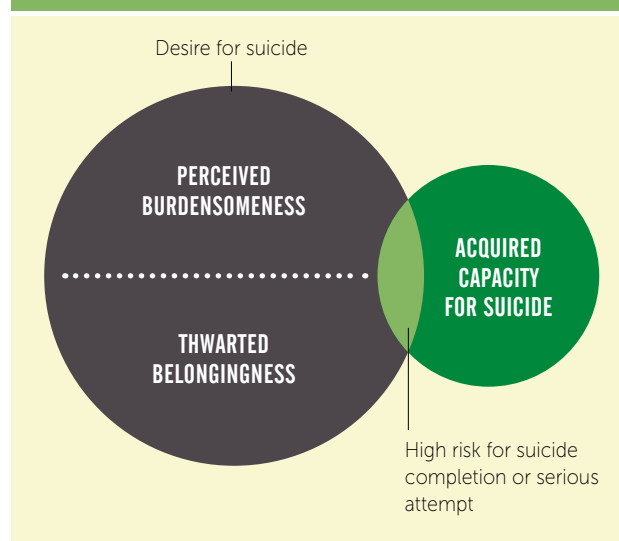 Desire for suicide
PERCEIVED
BURDENSOMENESS
THWARTED
BELONGINGNESS
ACQUIRED
CAPACITY
FOR SUICIDE
High risk for suicide
completion or serious
attempt